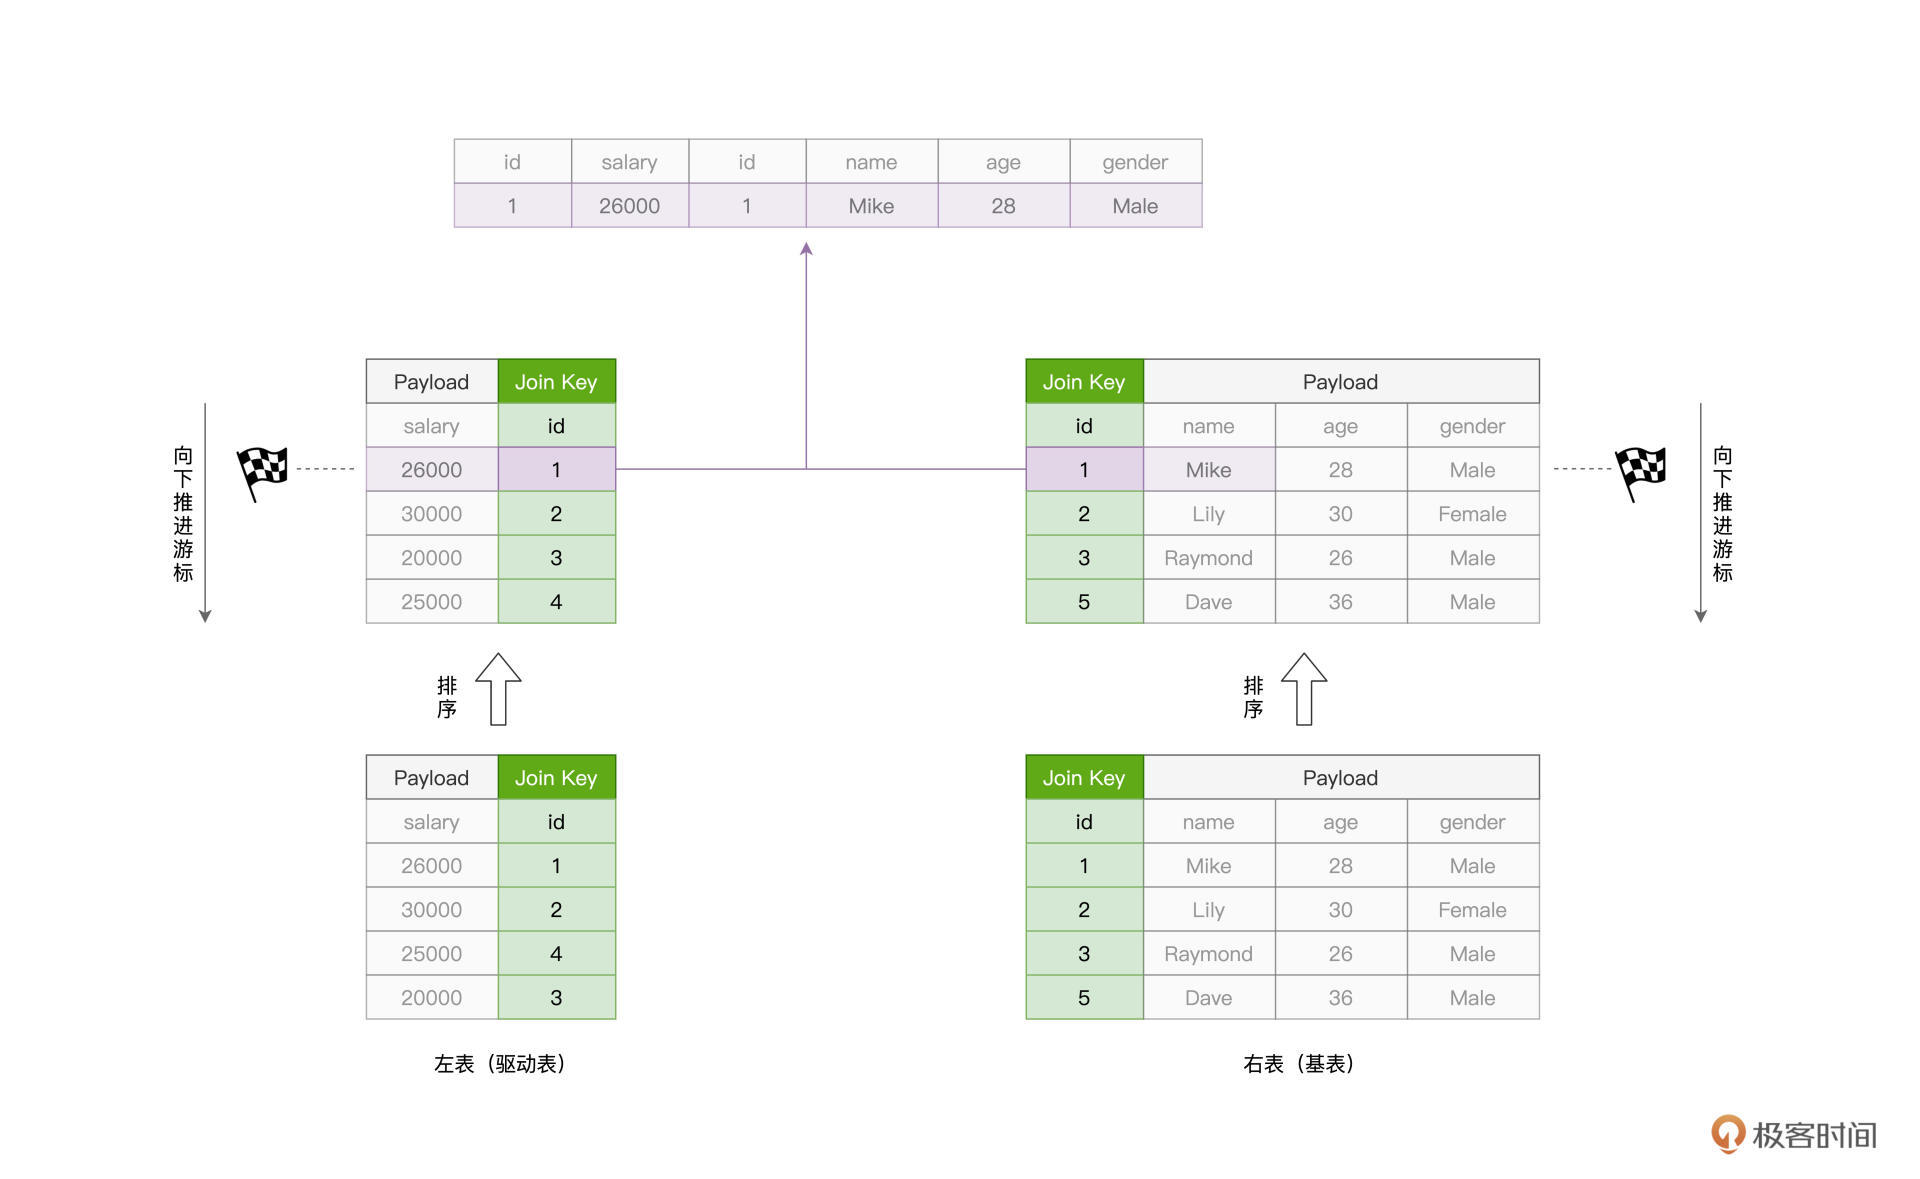 id salary id name age gender
1 26000 1 Mike 28 Male
Payload Join Key
salary id
26000 1
30000 2
20000 3
25000 4
Join Key Payload
id name age gender
1 Mike 28 Male
2 Lily 30 Female
3 Raymond 26 Male
5 Dave 36 Male
向下推进游标
向下推进游标
排序
排序
Payload Join Key
salary id
26000 1
30000 2
25000 4
20000 3
Join Key Payload
id name age gender
1 Mike 28 Male
2 Lily 30 Female
3 Raymond 26 Male
5 Dave 36 Male
左表（驱动表）
右表（基表）
极客时间